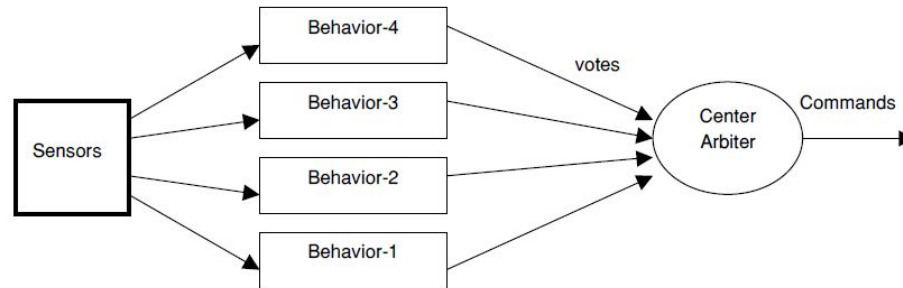 Behavior-4
votes
Behavior-3
Commands
Center
Arbiter
Sensors
Behavior-2
Behavior-1